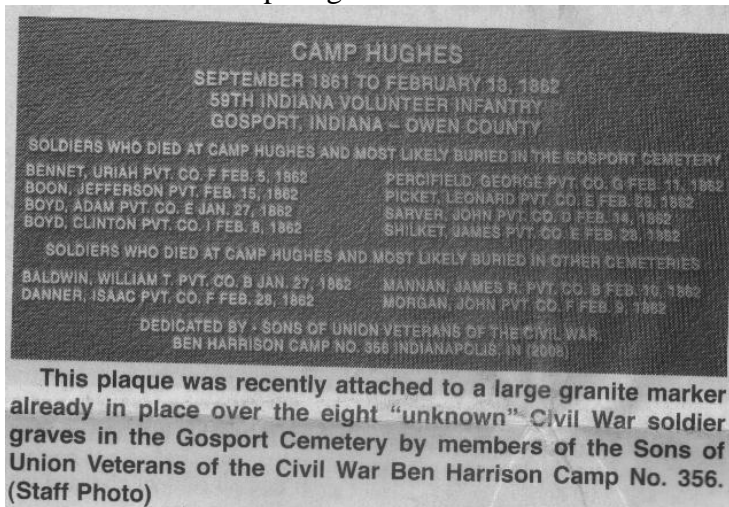 CAMP HUGHES
SEPTEMBER 1861 TO FEBRUARY 13, 1862
59TH INDIANA VOLUNTEER INFANTRY
GOSPORT, INDIANA – OWEN COUNTY
SOLDIERS WHO DIED AT CAMP HUGHES AND MOST LIKELY BURIED IN THE GOSPORT CEMETERY
BENNET, URIAH PVT. CO. F FEB. 5, 1862
BOON, JEFFERSON PVT. FEB. 15, 1862
BOYD, ADAM PVT. CO. E JAN. 27, 1862
BOYD, CLINTON PVT. CO. I FEB. 8, 1862
PERCIFIELD, GEORGE PVT. CO. G FEB. 11, 1862
PICKET, LEONARD PVT. CO. E FEB. 28, 1862
SARVER, JOHN PVT. CO. D FEB. 14, 1862
SHILKET, JAMES PVT. CO. E FEB. 28, 1862
SOLDIERS WHO DIED AT CAMP HUGHES AND MOST LIKELY BURIED IN OTHER CEMETERIES
BALDWIN, WILLIAM T. PVT. CO. B JAN. 27, 1862
DANNER, ISAAC PVT. CO. F FEB. 28, 1862
MANNAN, JAMES R. PVT. CO. B FEB. 10, 1862
MORGAN, JOHN PVT. CO. F FEB. 9, 1862
DEDICATED BY - SONS OF UNION VETERANS OF THE CIVIL WAR,
BEN HARRISON CAMP NO. 356 INDIANAPOLIS, IN (2008)
This plaque was recently attached to a large granite marker
already in place over the eight “unknown” Civil War soldier
graves in the Gosport Cemetery by members of the Sons of
Union Veterans of the Civil War Ben Harrison Camp No. 356.
(Staff Photo)